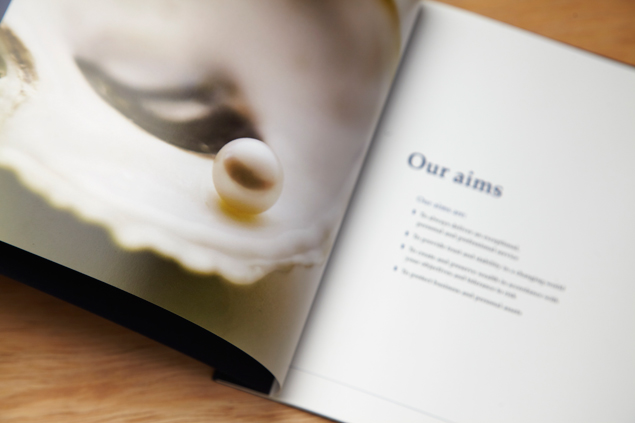 Our aims
Our aims are:
• To always deliver an exceptional,
personal and professional service
• To provide trust and stability in a changing world
• To create and preserve wealth in accordance with
your objectives and tolerance to risk
• To protect business and personal assets